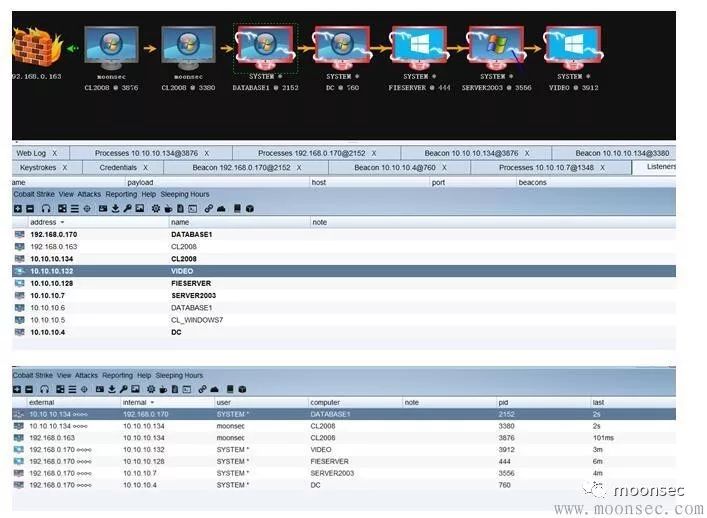 92.168.0.163
moonsec
CL2008 @ 3876
moonsec
CL2008 @ 3380
SYSTEM *
DATABASE1 @ 2152
SYSTEM *
DC @ 760
SYSTEM *
FIESERVER @ 444
SYSTEM *
SERVER2003 @ 3556
SYSTEM *
VIDEO @ 3912
Web Log X Processes 10.10.10.134@3876 X Processes 192.168.0.170@2152 X Beacon 10.10.10.134@3876 X Beacon 10.10.10.134@3380
Keystrokes X Credentials X Beacon 192.168.0.170@2152 X Beacon 10.10.10.4@760 X Processes 10.10.10.7@1348 X Listeners
ame payload host port beacons
Cobalt Strike View Attacks Reporting Help Sleeping Hours
address name note
192.168.0.170 DATABASE1
192.168.0.163 CL2008
10.10.10.134 CL2008
10.10.10.132 VIDEO
10.10.10.128 FIESERVER
10.10.10.7 SERVER2003
10.10.10.6 DATABASE1
10.10.10.5 CL_WINDOWS7
10.10.10.4 DC
Cobalt Strike View Attacks Reporting Help Sleeping Hours
external internal user computer note pid last
10.10.10.134 192.168.0.170 SYSTEM * DATABASE1 2152 2s
10.10.10.134 10.10.10.134 moonsec CL2008 3380 2s
192.168.0.163 10.10.10.134 moonsec CL2008 3876 101ms
192.168.0.170 10.10.10.132 SYSTEM * VIDEO 3912 3m
192.168.0.170 10.10.10.128 SYSTEM * FIESERVER 444 6m
192.168.0.170 10.10.10.7 SYSTEM * SERVER2003 3556 4m
192.168.0.170 10.10.10.4 SYSTEM * DC 760
moonsec
www.moonsec.com